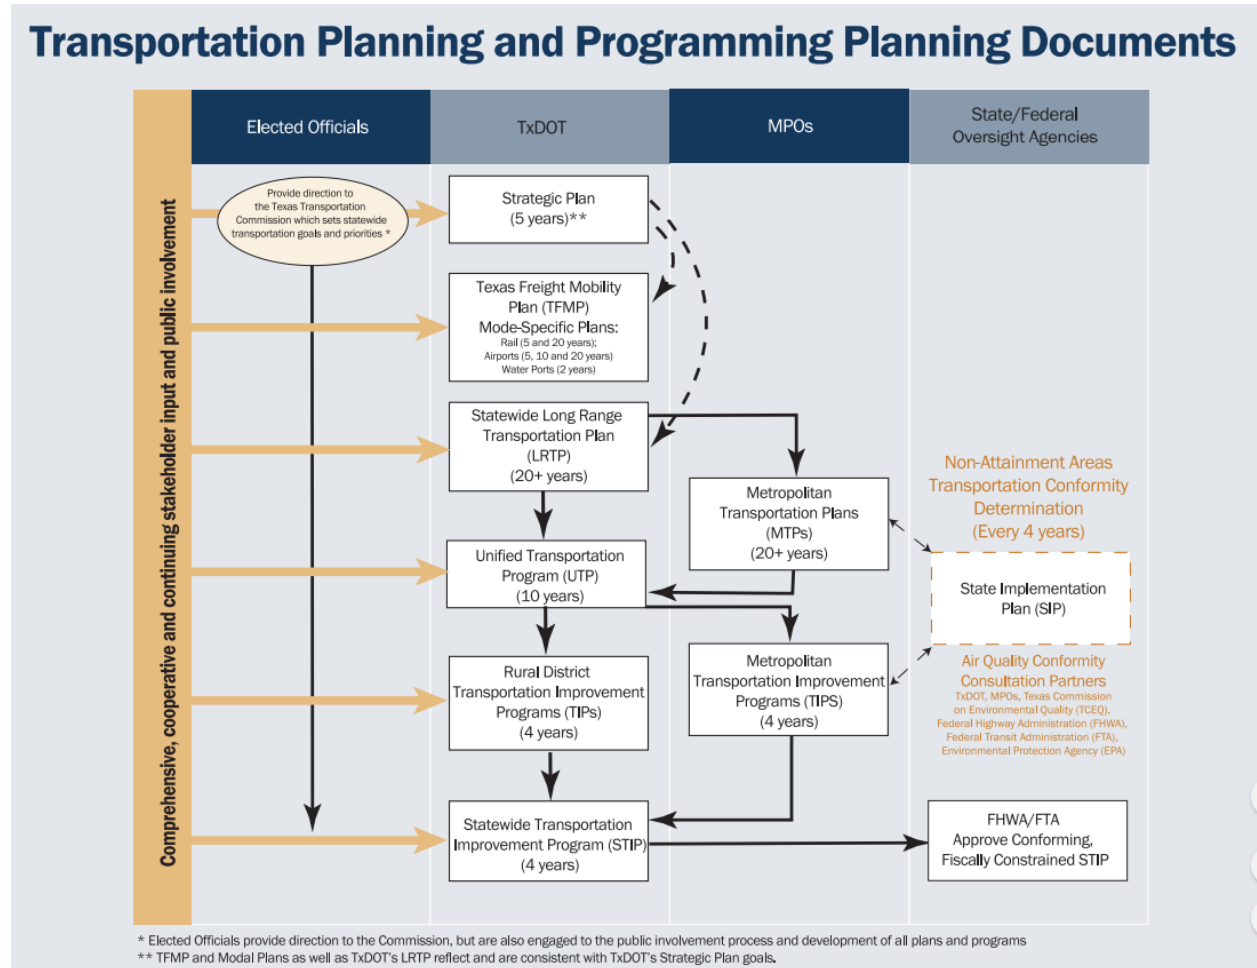 Transportation Planning and Programming Planning Documents
Elected Officials
TxDOT
MPOs
State/Federal
Oversight Agencies
Comprehensive, cooperative and continuing stakeholder input and public involvement
Provide direction to
the Texas Transportation
Commission which sets statewide
transportation goals and priorities *
Strategic Plan
(5 years)**
Texas Freight Mobility
Plan (TFMP)
Mode-Specific Plans:
Rail (5 and 20 years);
Airports (5, 10 and 20 years)
Water Ports (2 years)
Statewide Long Range
Transportation Plan
(LRTP)
(20+ years)
Metropolitan
Transportation Plans
(MTPs)
(20+ years)
Non-Attainment Areas
Transportation Conformity
Determination
(Every 4 years)
Unified Transportation
Program (UTP)
(10 years)
State Implementation
Plan (SIP)
Rural District
Transportation Improvement
Programs (TIPs)
(4 years)
Metropolitan
Transportation Improvement
Programs (TIPS)
(4 years)
Air Quality Conformity
Consultation Partners
TxDOT, MPOs, Texas Commission
on Environmental Quality (TCEQ),
Federal Highway Administration (FHWA),
Federal Transit Administration (FTA),
Environmental Protection Agency (EPA)
Statewide Transportation
Improvement Program (STIP)
(4 years)
FHWA/FTA
Approve Conforming,
Fiscally Constrained STIP
* Elected Officials provide direction to the Commission, but are also engaged to the public involvement process and development of all plans and programs
** TFMP and Modal Plans as well as TxDOT's LRTP reflect and are consistent with TxDOT's Strategic Plan goals.